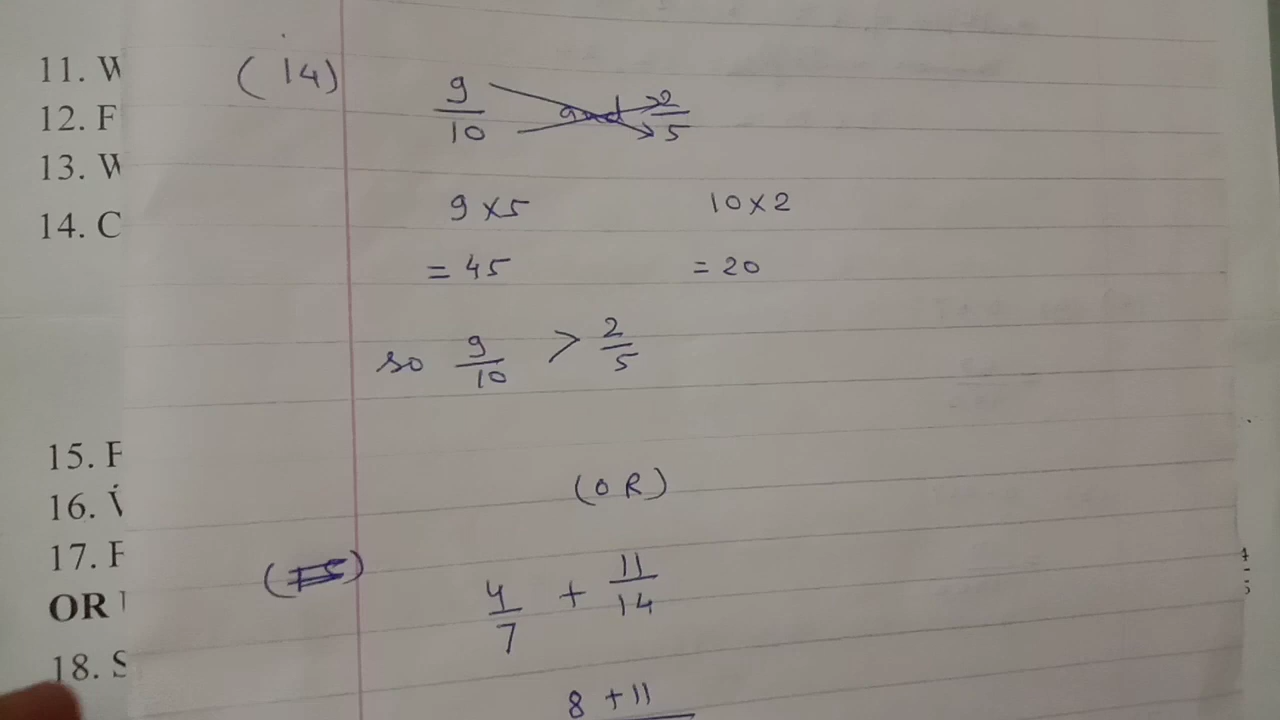 11. W
12. F
13. W
14. C
15. F
16. W
17. F
OR
18. S
(14)
9/10 and 2/5
9 × 5 10 × 2
= 45 = 20
so 9/10 > 2/5
(OR)
4/7 + 11/14
8 + 11